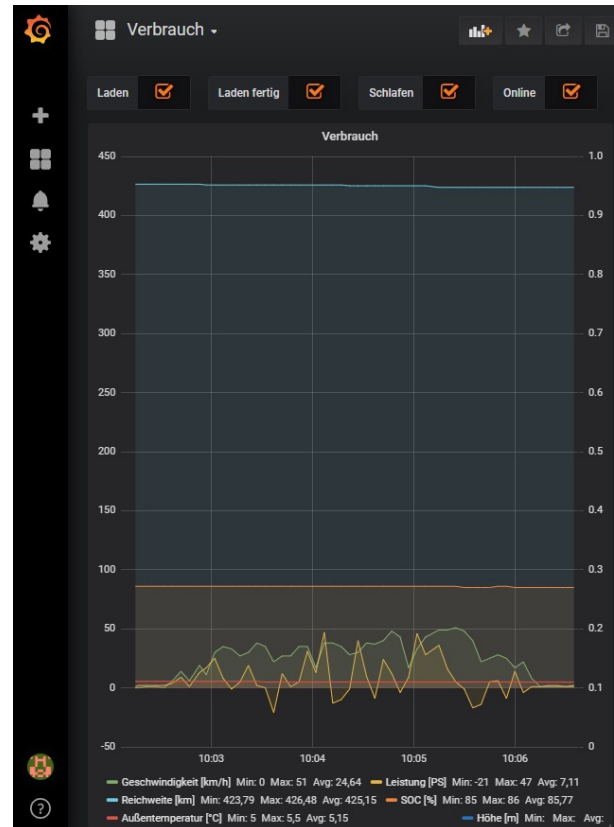 Verbrauch
Laden Laden fertig Schlafen Online
Verbrauch
450 1.0
400 0.9
350 0.8
300 0.7
250 0.6
200 0.5
150 0.4
100 0.3
50 0.2
0 0.1
-50 0
10:03 10:04 10:05 10:06
Geschwindigkeit [km/h] Min: 0 Max: 51 Avg: 24,64 Leistung [PS] Min: -21 Max: 47 Avg: 7,11
Reichweite [km] Min: 423,79 Max: 426,48 Avg: 425,15 SOC [%] Min: 85 Max: 86 Avg: 85,77
Außentemperatur [°C] Min: 5 Max: 5,5 Avg: 5,15 Höhe [m] Min: Max: Avg: